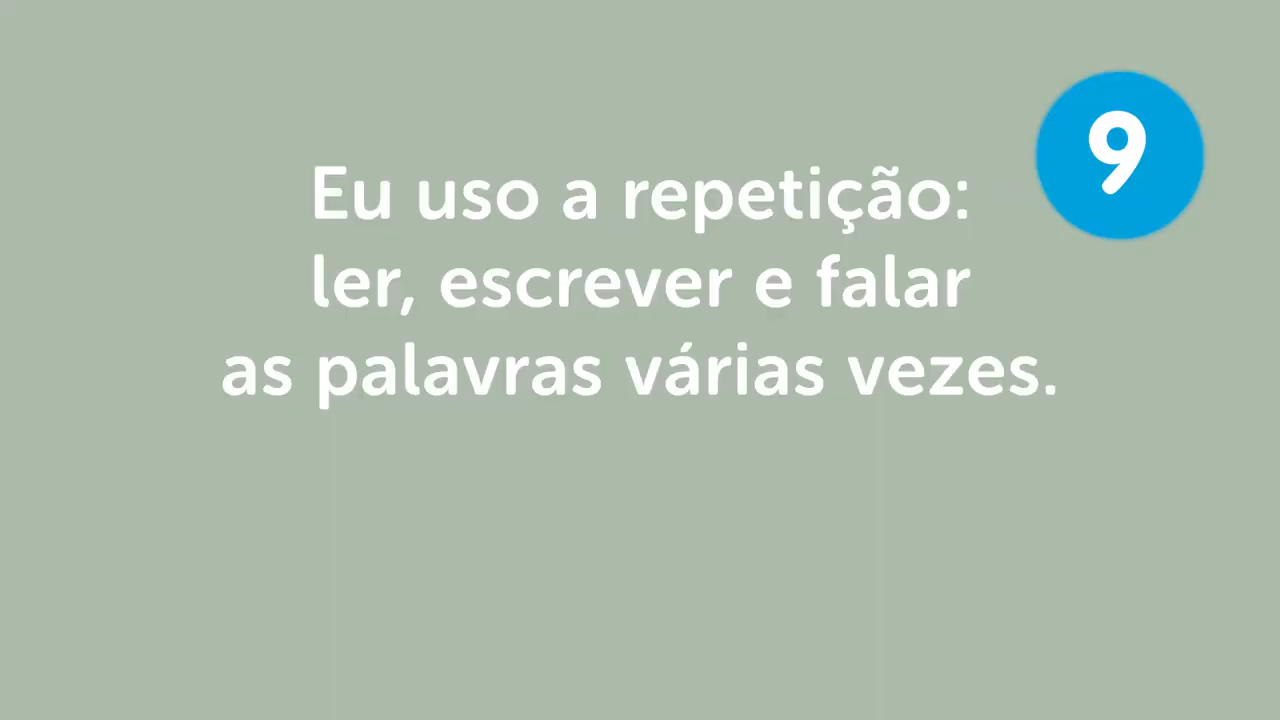 9
Eu uso a repetição:
ler, escrever e falar
as palavras várias vezes.